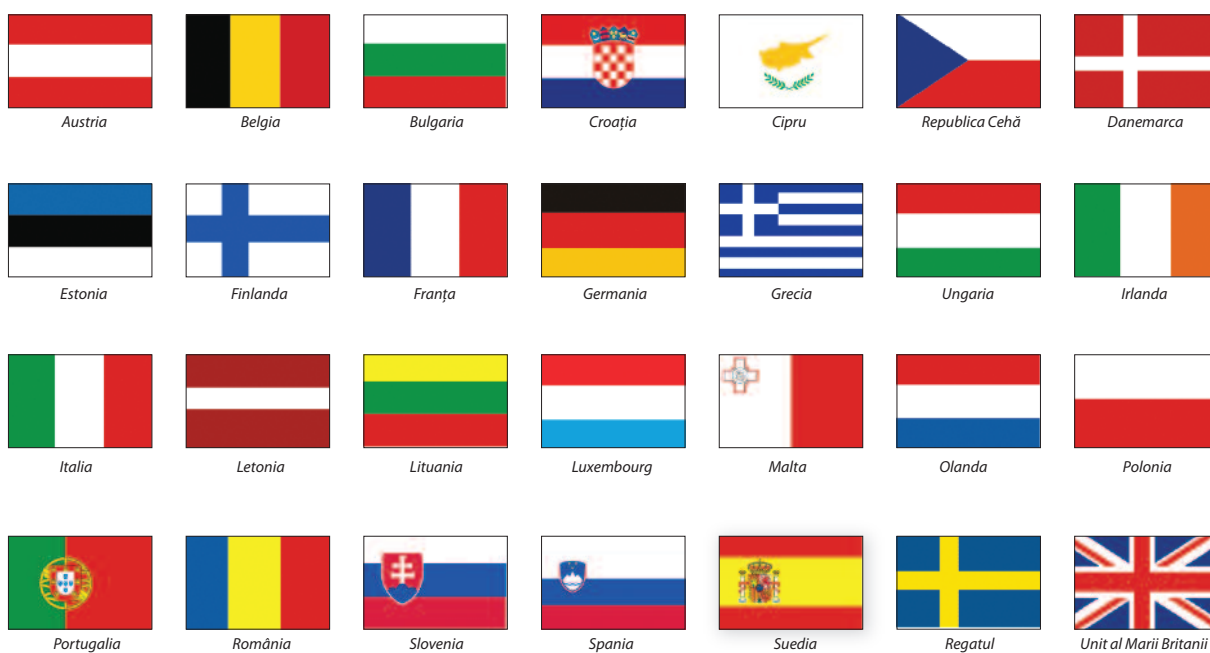 Austria
Belgia
Bulgaria
Croația
Cipru
Republica Cehă
Danemarca
Estonia
Finlanda
Franța
Germania
Grecia
Ungaria
Irlanda
Italia
Letonia
Lituania
Luxembourg
Malta
Olanda
Polonia
Portugalia
România
Slovenia
Spania
Suedia
Regatul
Unit al Marii Britanii